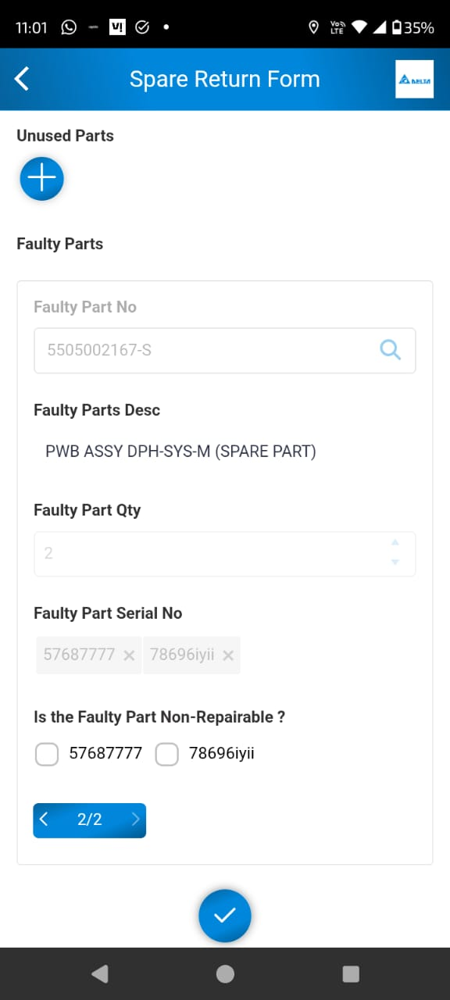 11:01 VoLTE 35%
Spare Return Form
DELTA
Unused Parts
Faulty Parts
Faulty Part No
5505002167-S
Faulty Parts Desc
PWB ASSY DPH-SYS-M (SPARE PART)
Faulty Part Qty
2
Faulty Part Serial No
57687777 × 78696iyii ×
Is the Faulty Part Non-Repairable ?
57687777 78696iyii
2/2